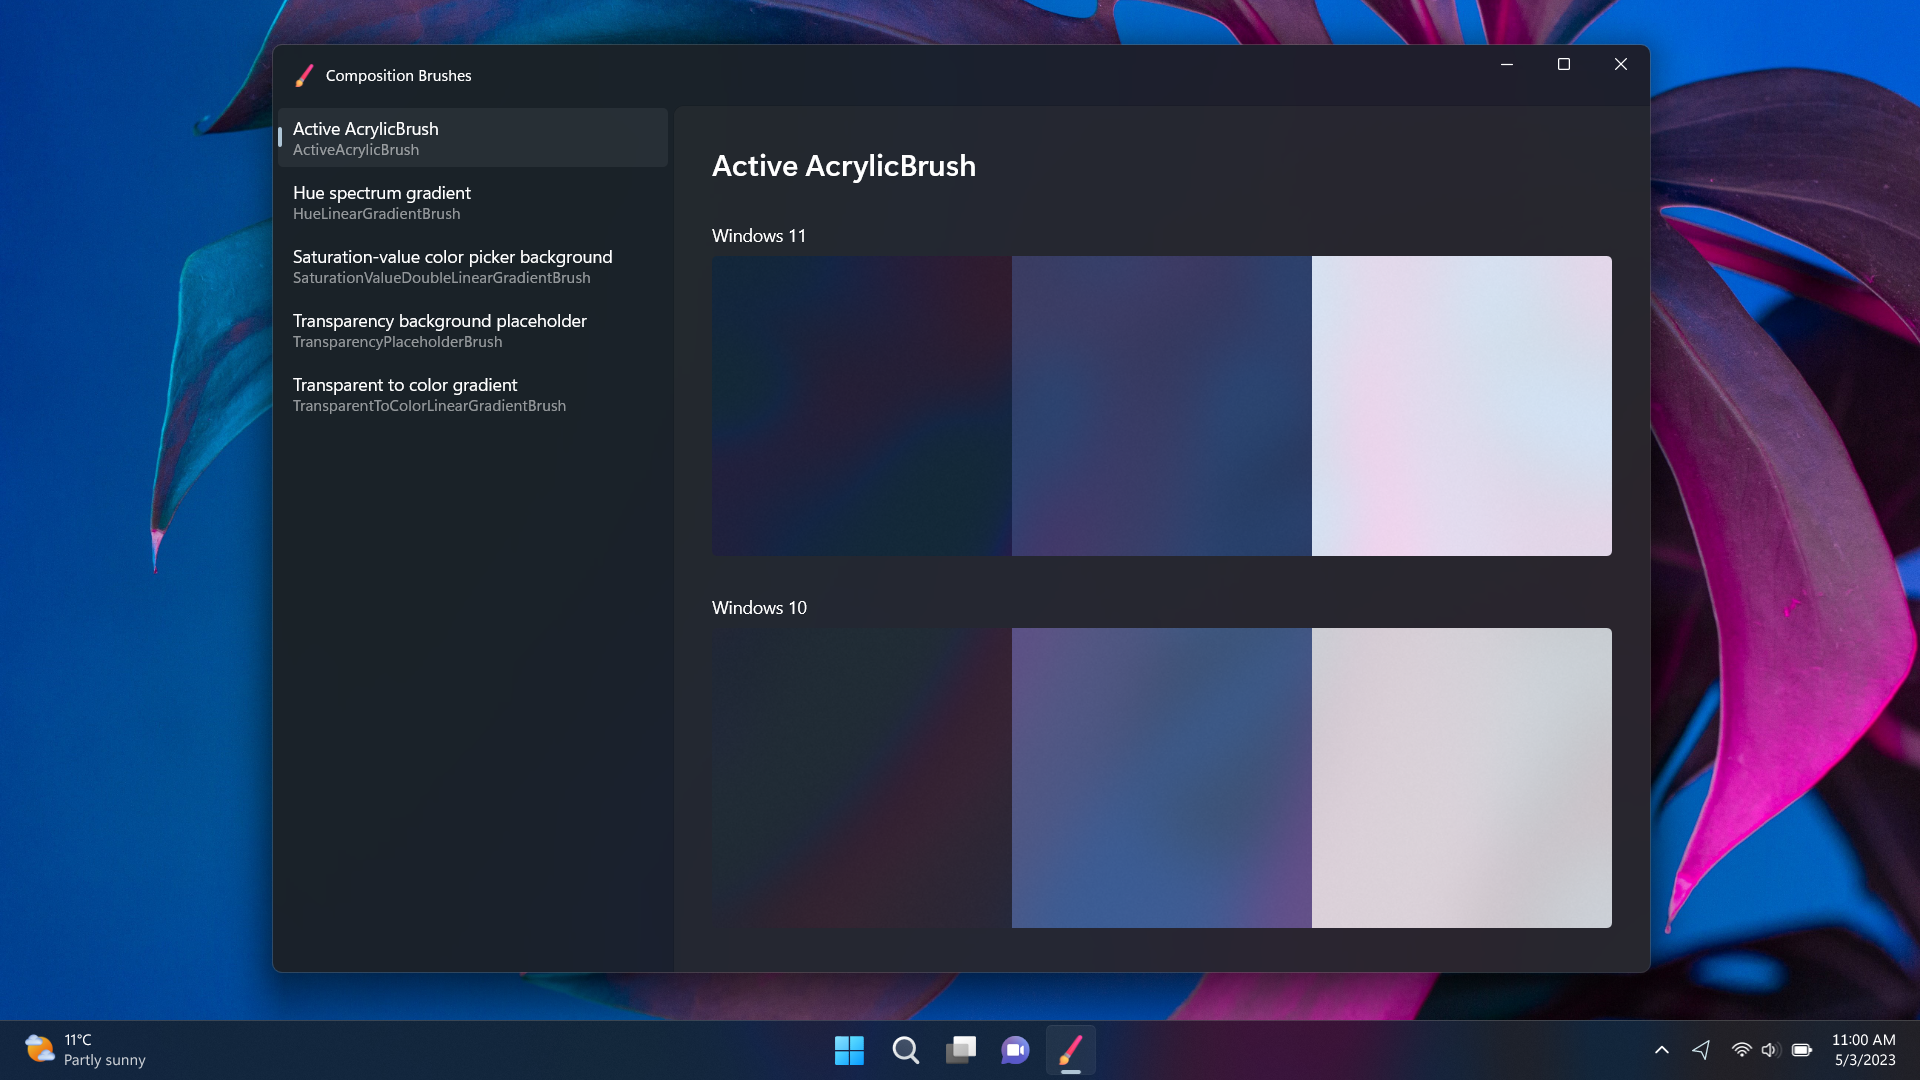 Composition Brushes
Active AcrylicBrush
ActiveAcrylicBrush
Hue spectrum gradient
HueLinearGradientBrush
Saturation-value color picker background
SaturationValueDoubleLinearGradientBrush
Transparency background placeholder
TransparencyPlaceholderBrush
Transparent to color gradient
TransparentToColorLinearGradientBrush
Active AcrylicBrush
Windows 11
Windows 10
11°C
Partly sunny
11:00 AM
5/3/2023